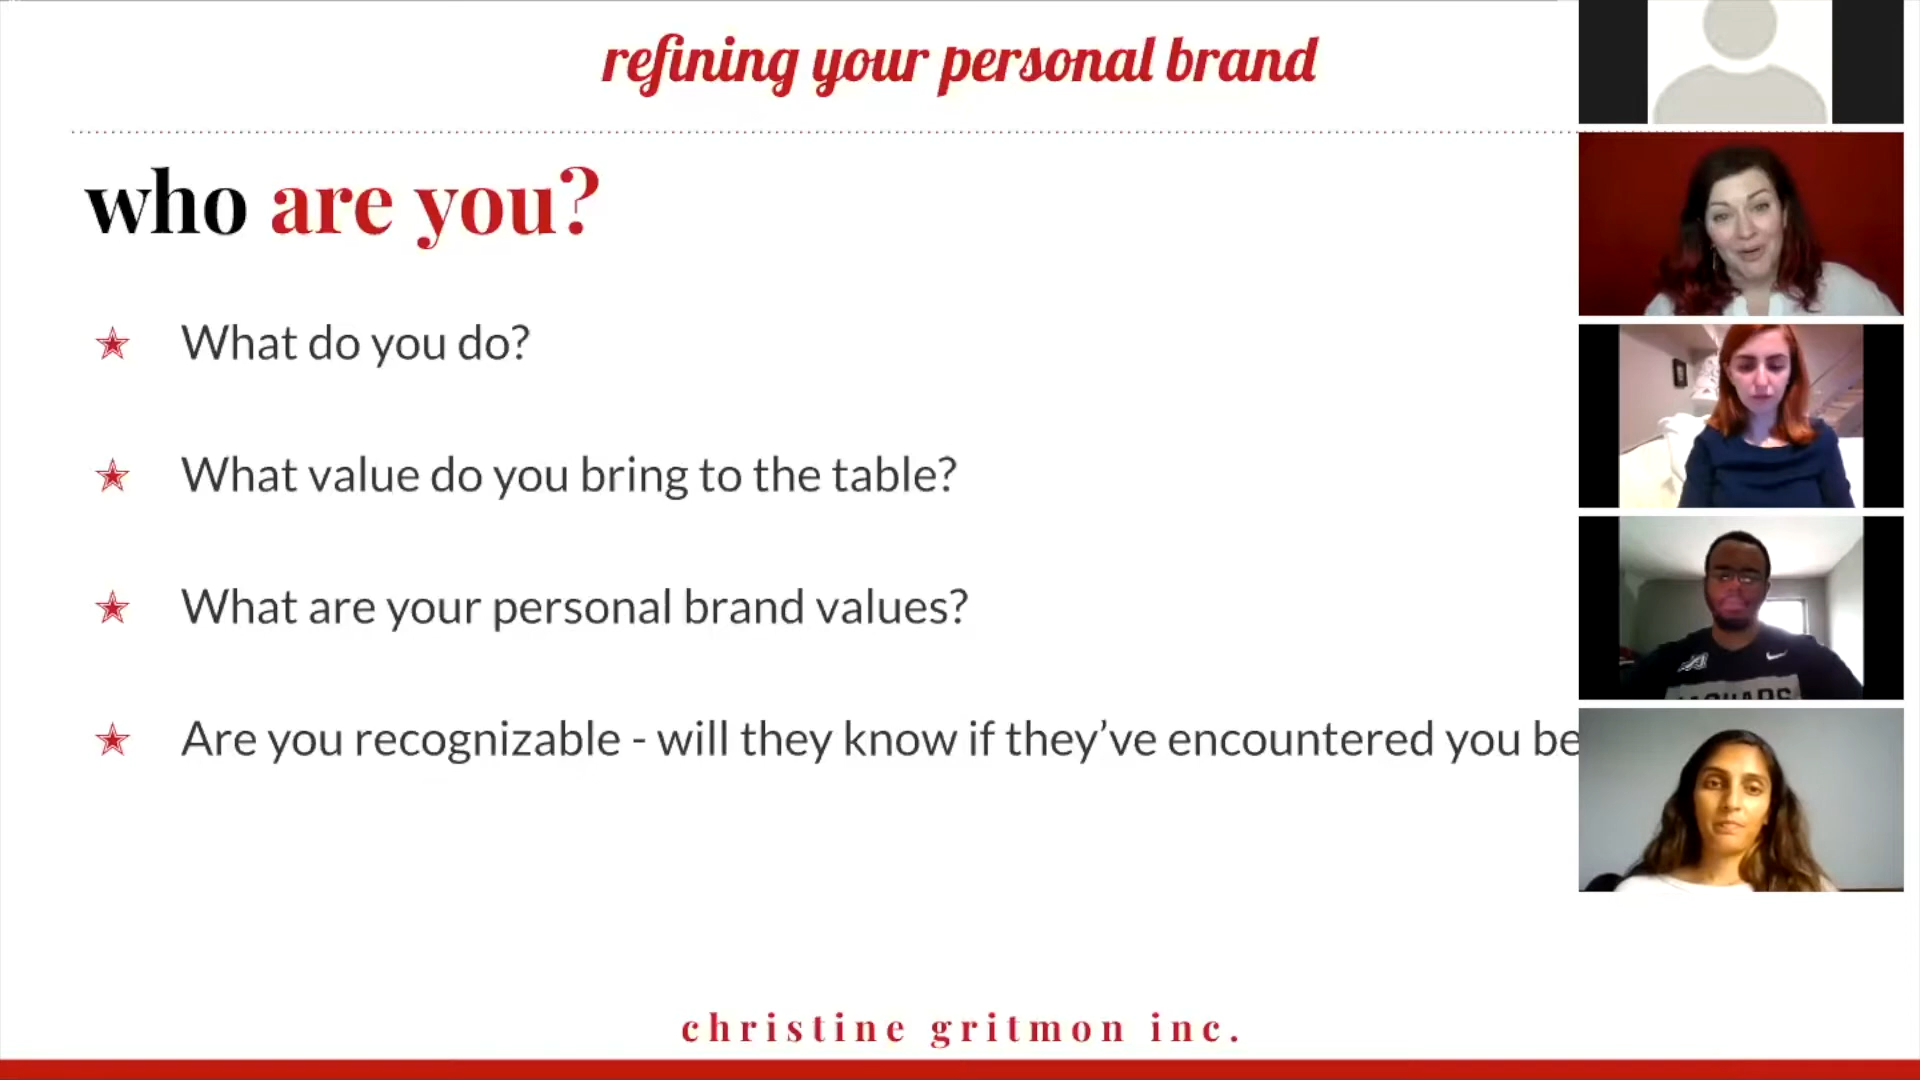 refining your personal brand
who are you?
What do you do?
What value do you bring to the table?
What are your personal brand values?
Are you recognizable - will they know if they’ve encountered you be
christine gritmon inc.